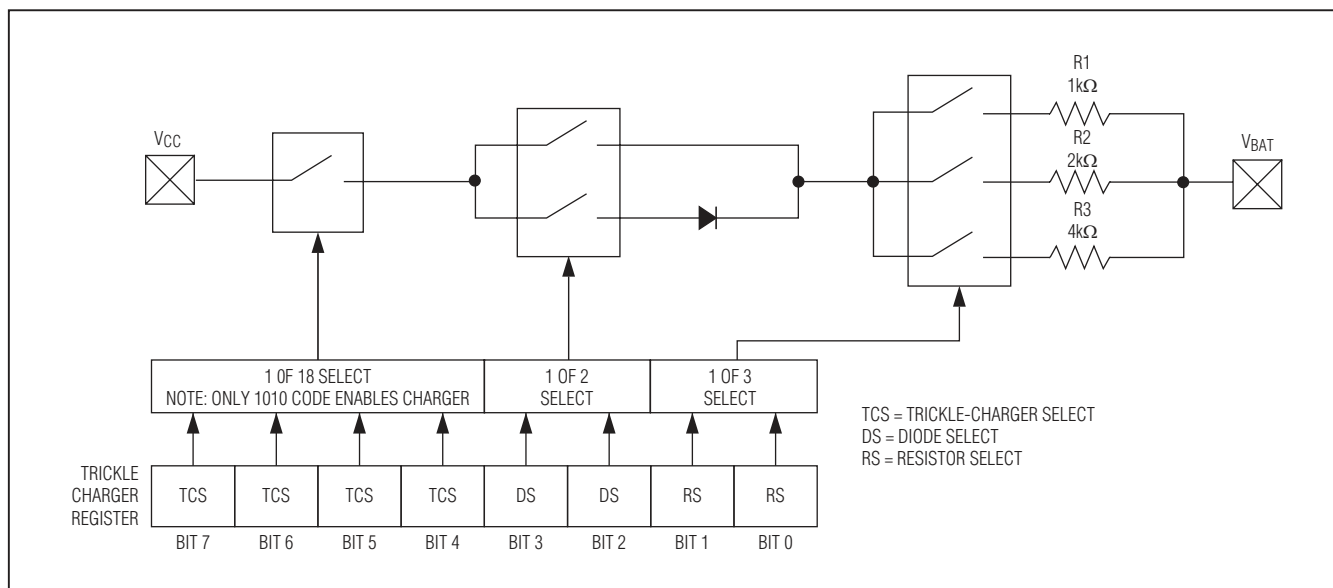 R1
1kΩ
VCC
R2
2kΩ
VBAT
R3
4kΩ
1 0F 18 SELECT
NOTE: ONLY 1010 CODE ENABLES CHARGER
1 OF 2
SELECT
1 OF 3
SELECT
TCS = TRICKLE-CHARGER SELECT
DS = DIODE SELECT
RS = RESISTOR SELECT
TRICKLE
CHARGER
REGISTER
TCS TCS TCS TCS DS DS RS RS
BIT 7 BIT 6 BIT 5 BIT 4 BIT 3 BIT 2 BIT 1 BIT 0